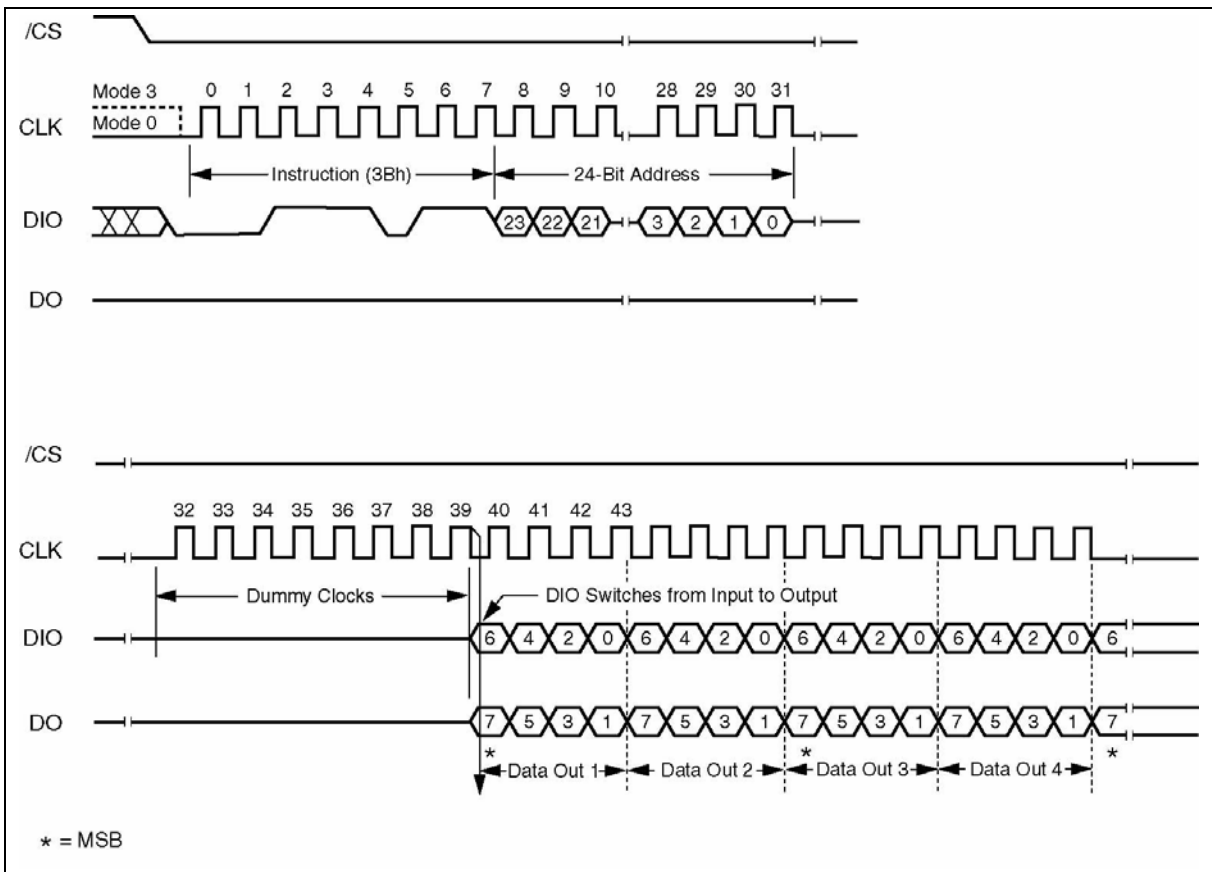 /CS
Mode 3 0 1 2 3 4 5 6 7 8 9 10 28 29 30 31
CLK Mode 0
Instruction (3Bh) 24-Bit Address
DIO 23 22 21 3 2 1 0
DO
/CS
32 33 34 35 36 37 38 39 40 41 42 43
CLK
Dummy Clocks DIO Switches from Input to Output
DIO 6 4 2 0 6 4 2 0 6 4 2 0 6 4 2 0 6
DO 7 5 3 1 7 5 3 1 7 5 3 1 7 5 3 1 7
* * *
Data Out 1 Data Out 2 Data Out 3 Data Out 4
* = MSB